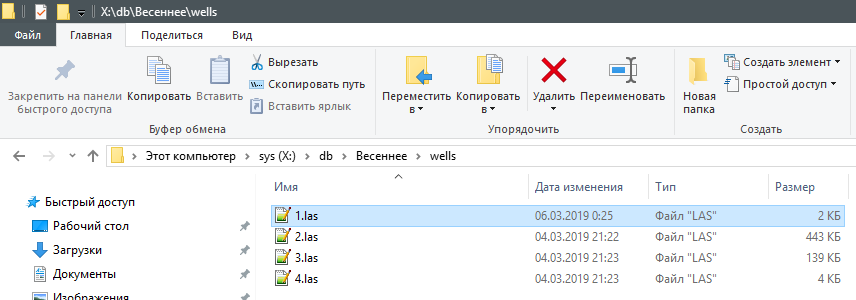 X:\db\Весеннее\wells
Файл Главная Поделиться Вид
Закрепить на панели быстрого доступа
Копировать
Вставить
Вырезать
Скопировать путь
Вставить ярлык
Буфер обмена
Переместить в
Копировать в
Удалить
Переименовать
Упорядочить
Новая папка
Создать элемент
Простой доступ
Создать
Этот компьютер > sys (X:) > db > Весеннее > wells
Быстрый доступ
Рабочий стол
Загрузки
Документы
Изображения
Имя Дата изменения Тип Размер
1.las 06.03.2019 0:25 Файл "LAS" 2 КБ
2.las 04.03.2019 21:22 Файл "LAS" 443 КБ
3.las 04.03.2019 21:23 Файл "LAS" 139 КБ
4.las 04.03.2019 21:23 Файл "LAS" 4 КБ